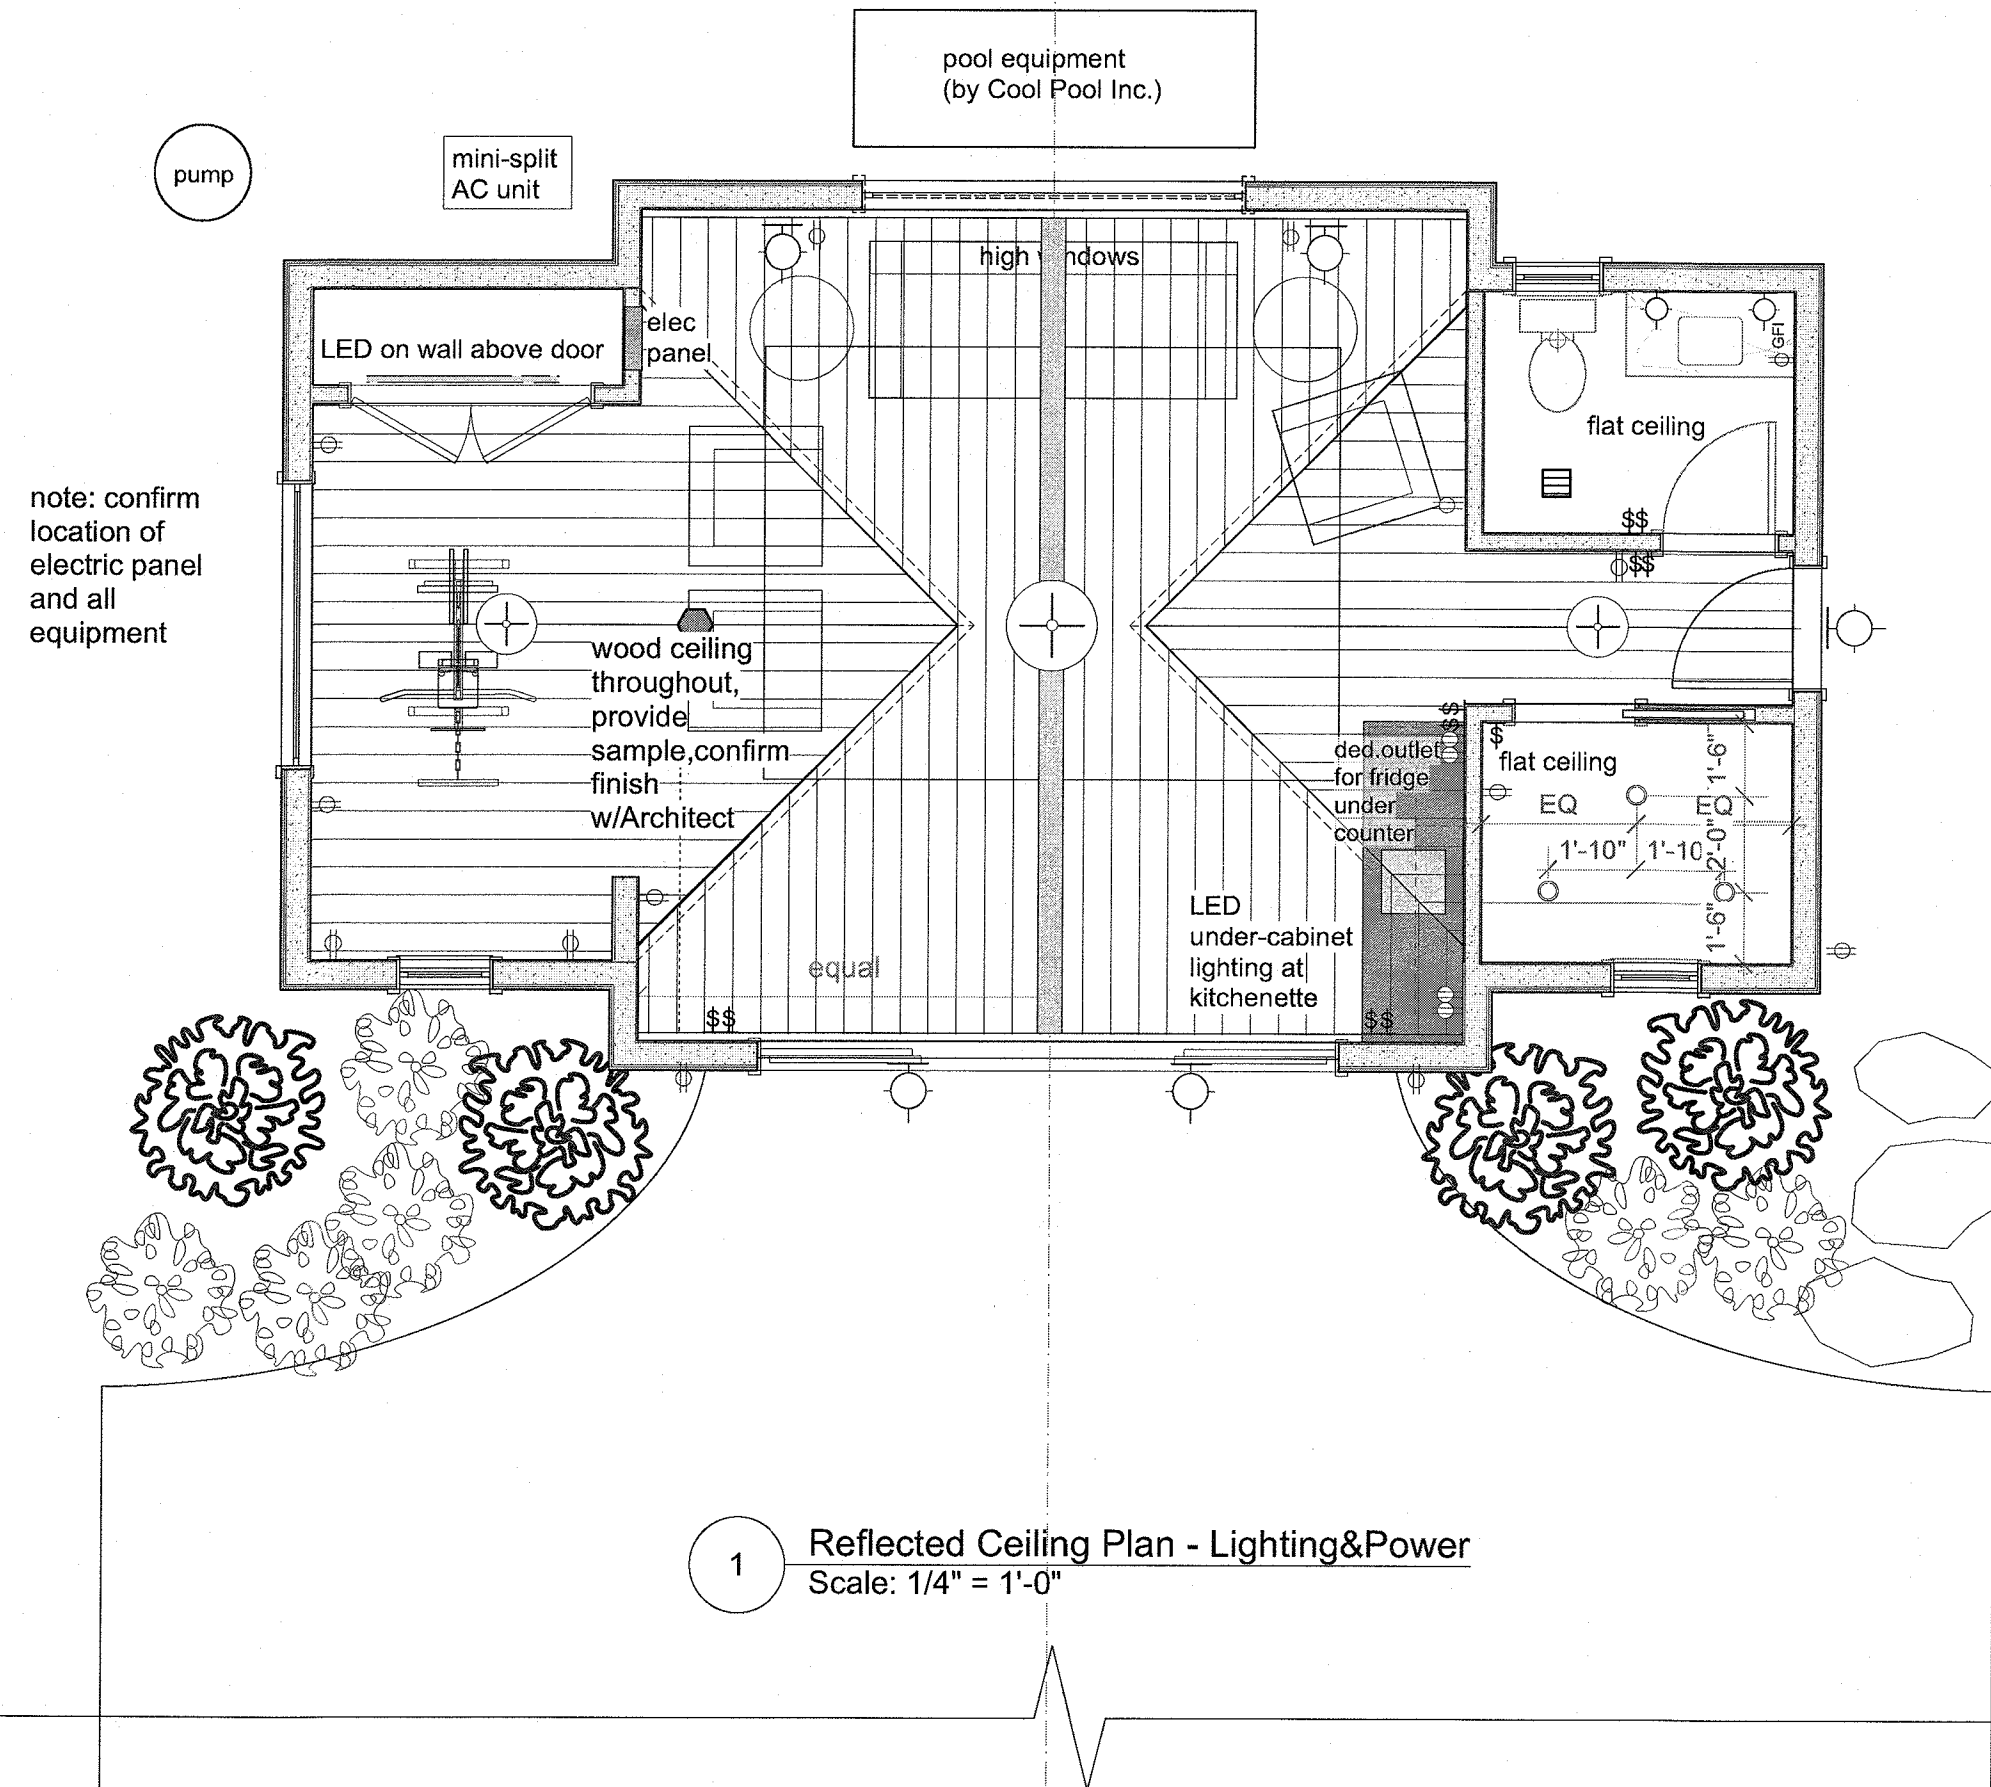 pool equipment
(by Cool Pool Inc.)
pump
mini-split
AC unit
high windows
elec
panel
LED on wall above door
GFI
flat ceiling
note: confirm
location of
electric panel
and all
equipment
$$
$$
wood ceiling
throughout,
provide
sample,confirm
finish
w/Architect
$$
$
ded.outlet
for fridge
under
counter
flat ceiling
1'-6"
EQ
EQ
2'-0"
1'-10"
1'-10
1'-6"
LED
under-cabinet
lighting at
kitchenette
equal
$$
$$
1
Reflected Ceiling Plan - Lighting&Power
Scale: 1/4" = 1'-0"